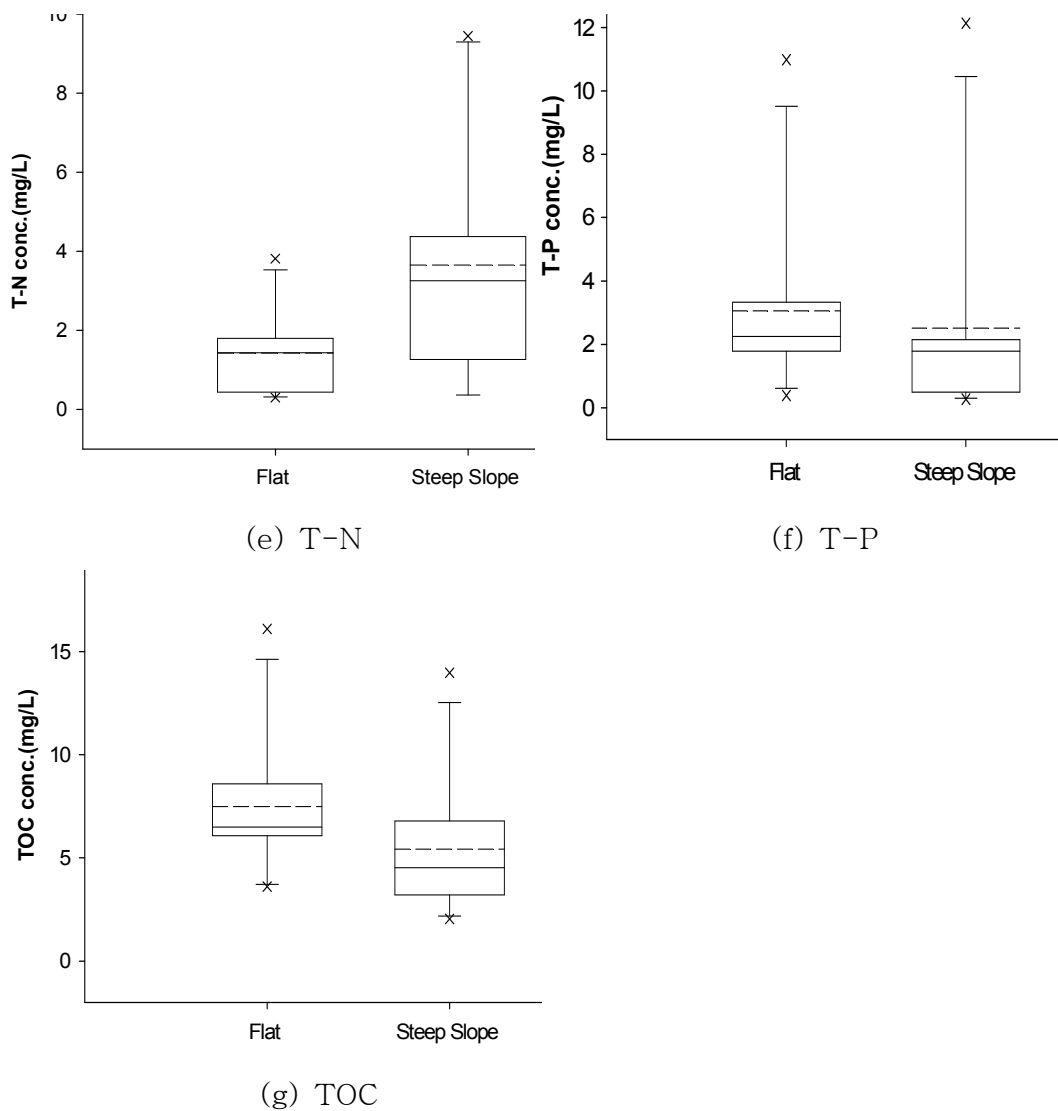 10
8
6
4
2
0
T-N conc.(mg/L)
Flat
Steep Slope
(e) T-N
12
10
8
6
4
2
0
T-P conc.(mg/L)
Flat
Steep Slope
(f) T-P
15
10
5
0
TOC conc.(mg/L)
Flat
Steep Slope
(g) TOC